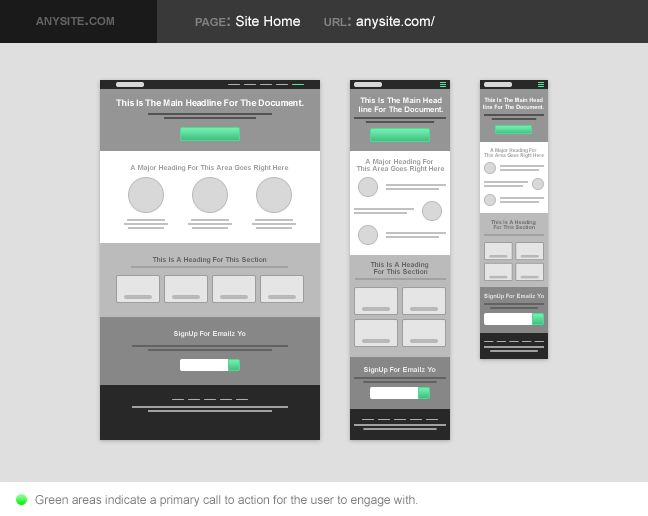 ANYSITE.COM
PAGE: Site Home URL: anysite.com/
This Is The Main Headline For The Document.
A Major Heading For This Area Goes Right Here
This Is A Heading For This Section
SignUp For Emailz Yo
This Is The Main Head
line For The Document.
A Major Heading For
This Area Goes Right Here
This Is A Heading
For This Section
SignUp For Emailz Yo
This Is The Main Head
line For The Document.
A Major Heading For
This Area Goes Right Here
This Is A Heading
For This Section
SignUp For Emailz Yo
Green areas indicate a primary call to action for the user to engage with.